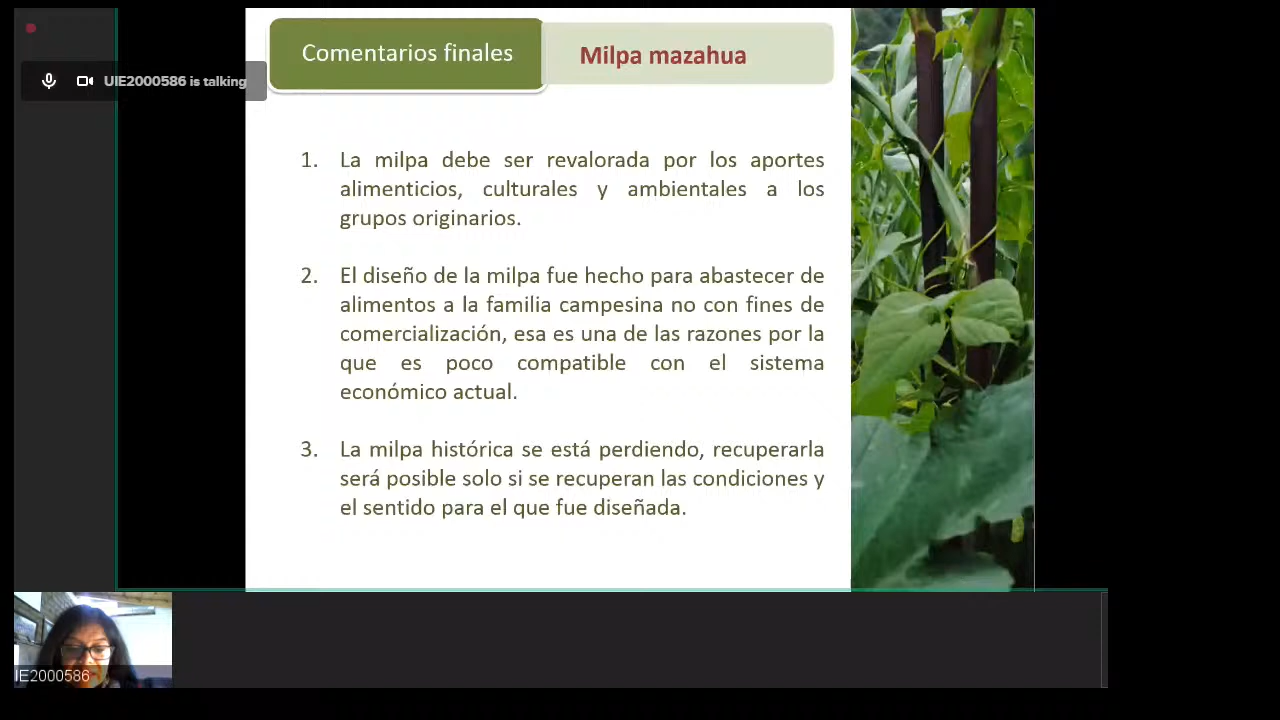 Comentarios finales
Milpa mazahua
UIE2000586 is talking
1. La milpa debe ser revalorada por los aportes
alimenticios, culturales y ambientales a los
grupos originarios.
2. El diseño de la milpa fue hecho para abastecer de
alimentos a la familia campesina no con fines de
comercialización, esa es una de las razones por la
que es poco compatible con el sistema
económico actual.
3. La milpa histórica se está perdiendo, recuperarla
será posible solo si se recuperan las condiciones y
el sentido para el que fue diseñada.
IE2000586